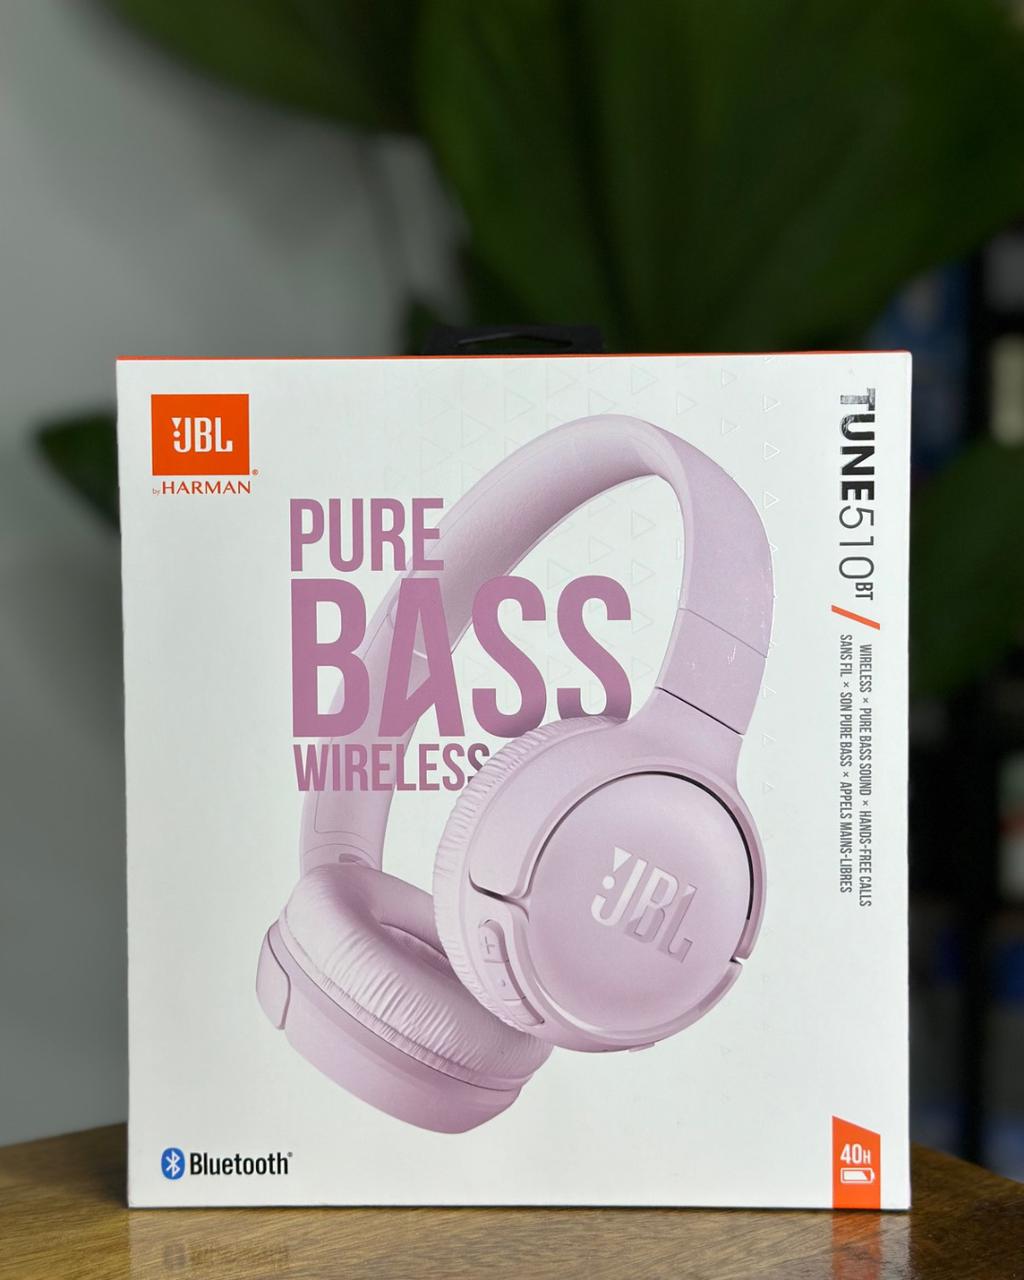 JBL
by HARMAN
PURE
BASS
WIRELESS
JBL
TUNE510BT
WIRELESS × PURE BASS SOUND × HANDS-FREE CALLS
SANS FIL × SON PURE BASS × APPELS MAINS-LIBRES
Bluetooth®
40H